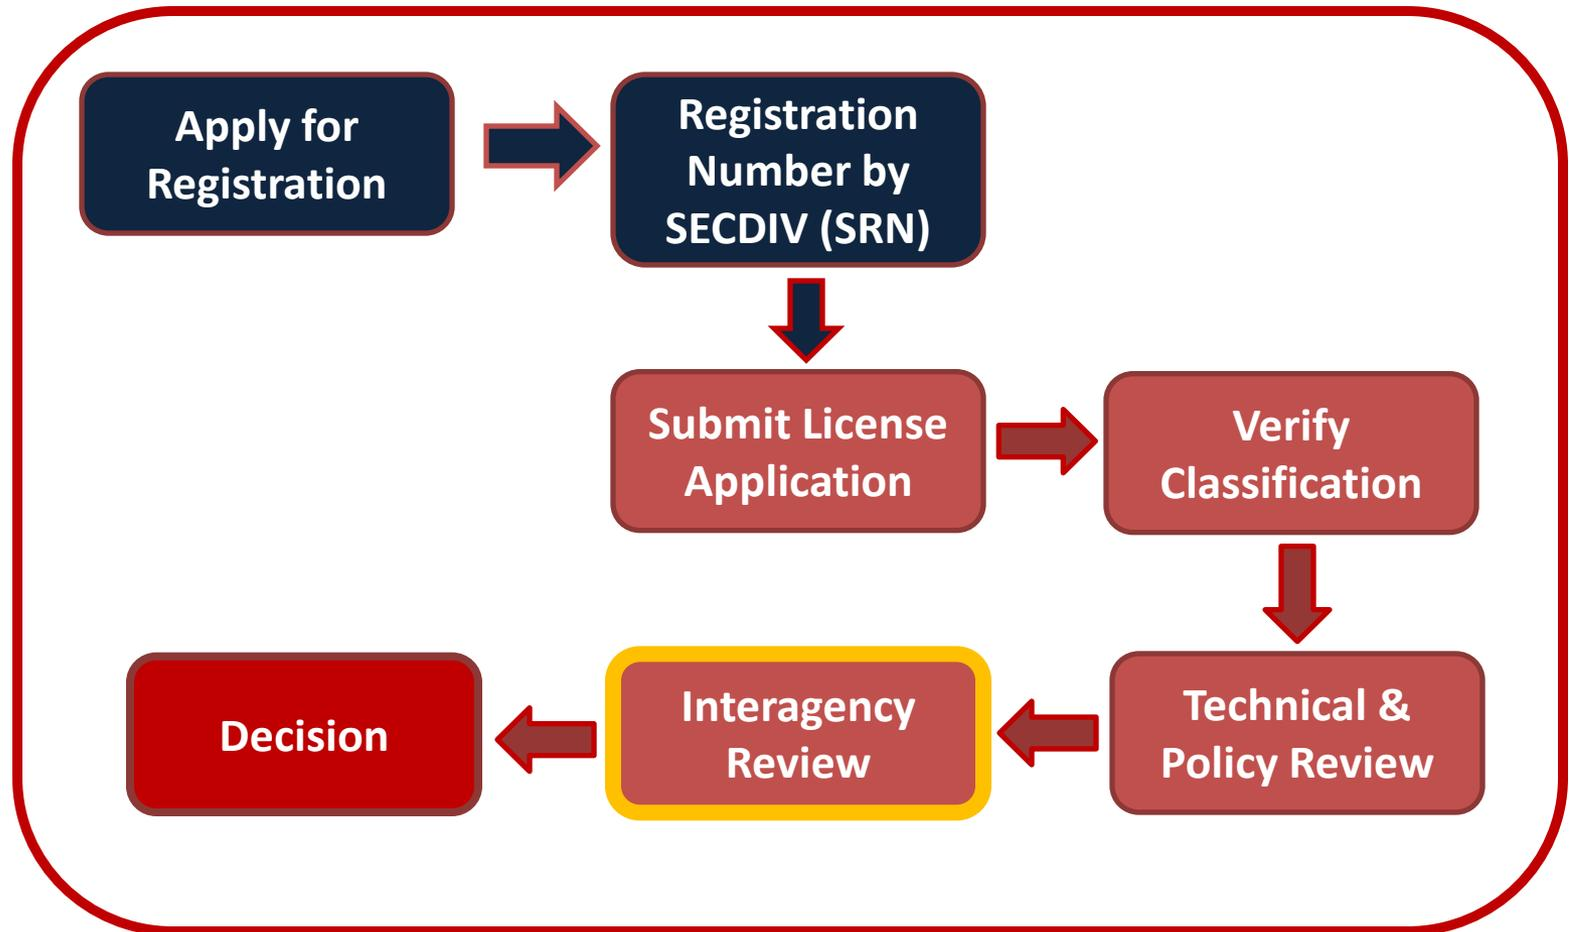 Apply for
Registration
Registration
Number by
SECDIV (SRN)
Submit License
Application
Verify
Classification
Technical &
Policy Review
Interagency
Review
Decision